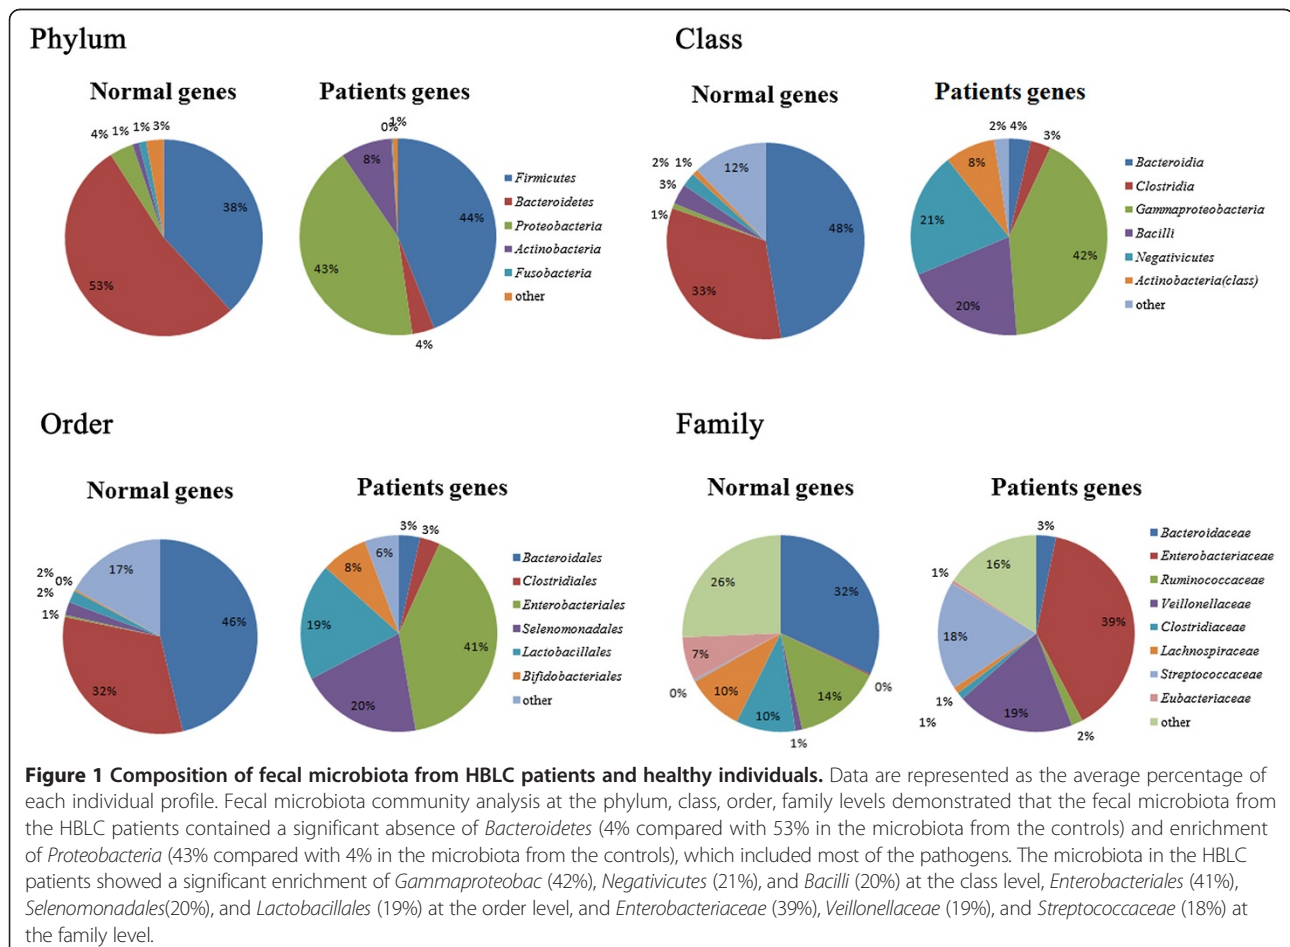 Phylum
Normal genes
4%
1%
1%
3%
38%
53%
Patients genes
0%
1%
8%
44%
43%
4%
Firmicutes
Bacteroidetes
Proteobacteria
Actinobacteria
Fusobacteria
other
Class
Normal genes
2%
1%
12%
3%
1%
48%
33%
Patients genes
2%
4%
3%
8%
21%
42%
20%
Bacteroidia
Clostridia
Gammaproteobacteria
Bacilli
Negativicutes
Actinobacteria(class)
other
Order
Normal genes
2%
0%
17%
2%
1%
46%
32%
Patients genes
3%
3%
6%
8%
19%
41%
20%
Bacteroidales
Clostridiales
Enterobacteriales
Selenomonadales
Lactobacillales
Bifidobacteriales
other
Family
Normal genes
26%
32%
7%
0%
0%
10%
14%
10%
1%
Patients genes
3%
1%
16%
39%
18%
1%
1%
19%
2%
Bacteroidaceae
Enterobacteriaceae
Ruminococcaceae
Veillonellaceae
Clostridiaceae
Lachnospiraceae
Streptococcaceae
Eubacteriaceae
other
Figure 1 Composition of fecal microbiota from HBLC patients and healthy individuals. Data are represented as the average percentage of
each individual profile. Fecal microbiota community analysis at the phylum, class, order, family levels demonstrated that the fecal microbiota from
the HBLC patients contained a significant absence of Bacteroidetes (4% compared with 53% in the microbiota from the controls) and enrichment
of Proteobacteria (43% compared with 4% in the microbiota from the controls), which included most of the pathogens. The microbiota in the HBLC
patients showed a significant enrichment of Gammaproteobac (42%), Negativicutes (21%), and Bacilli (20%) at the class level, Enterobacteriales (41%),
Selenomonadales(20%), and Lactobacillales (19%) at the order level, and Enterobacteriaceae (39%), Veillonellaceae (19%), and Streptococcaceae (18%) at
the family level.